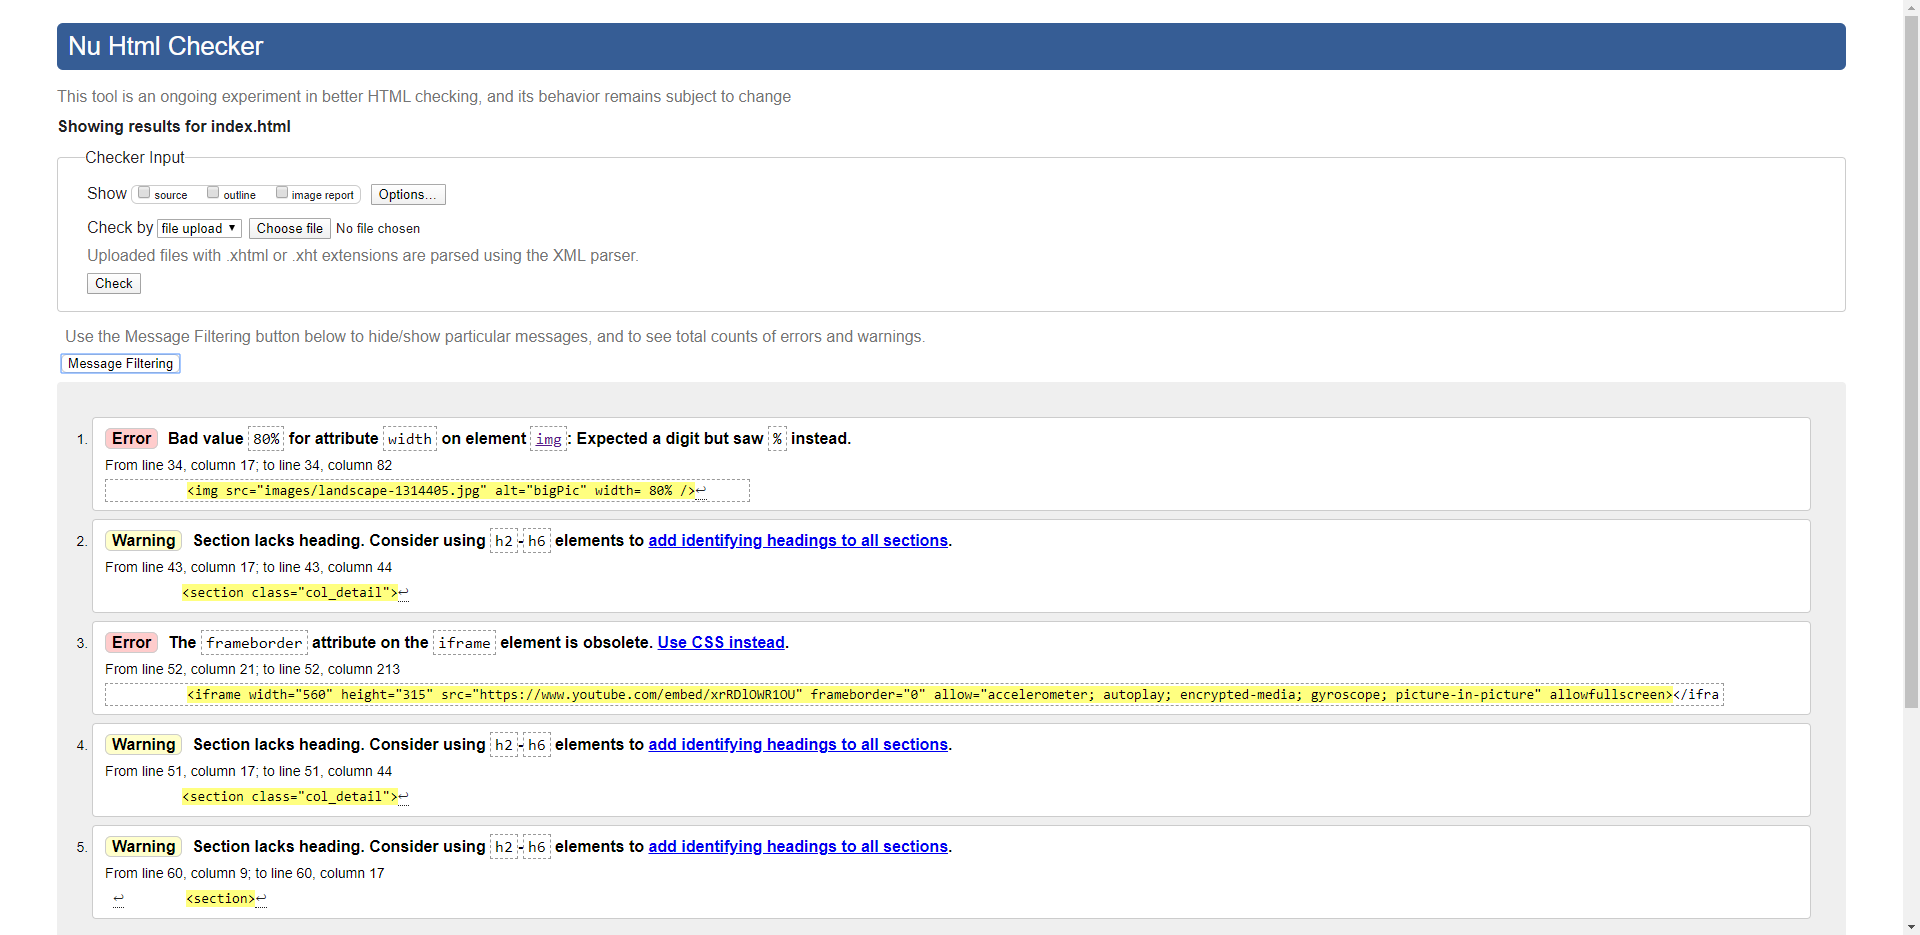 Nu Html Checker
This tool is an ongoing experiment in better HTML checking, and its behavior remains subject to change
Showing results for index.html
Checker Input
Show source outline image report Options...
Check by file upload Choose file No file chosen
Uploaded files with .xhtml or .xht extensions are parsed using the XML parser.
Check
Use the Message Filtering button below to hide/show particular messages, and to see total counts of errors and warnings.
Message Filtering
1. Error Bad value 80% for attribute width on element img: Expected a digit but saw % instead.
From line 34, column 17; to line 34, column 82
<img src="images/landscape-1314405.jpg" alt="bigPic" width= 80% />↩
2. Warning Section lacks heading. Consider using h2-h6 elements to add identifying headings to all sections.
From line 43, column 17; to line 43, column 44
<section class="col_detail">↩
3. Error The frameborder attribute on the iframe element is obsolete. Use CSS instead.
From line 52, column 21; to line 52, column 213
<iframe width="560" height="315" src="https://www.youtube.com/embed/xrRDlOWR1OU" frameborder="0" allow="accelerometer; autoplay; encrypted-media; gyroscope; picture-in-picture" allowfullscreen></ifra
4. Warning Section lacks heading. Consider using h2-h6 elements to add identifying headings to all sections.
From line 51, column 17; to line 51, column 44
<section class="col_detail">↩
5. Warning Section lacks heading. Consider using h2-h6 elements to add identifying headings to all sections.
From line 60, column 9; to line 60, column 17
↩ <section>↩